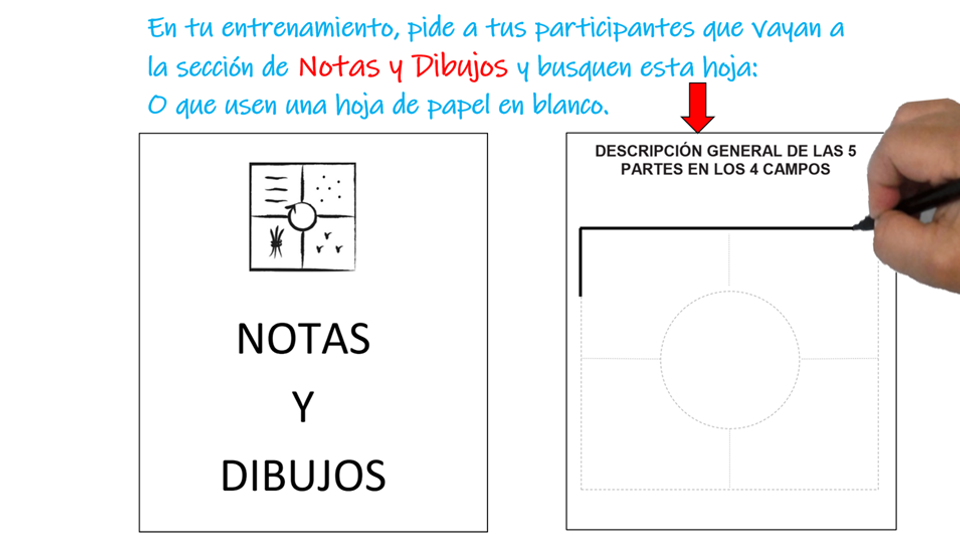 En tu entrenamiento, pide a tus participantes que vayan a
la sección de Notas y Dibujos y busquen esta hoja:
O que usen una hoja de papel en blanco.
NOTAS
Y
DIBUJOS
DESCRIPCIÓN GENERAL DE LAS 5
PARTES EN LOS 4 CAMPOS